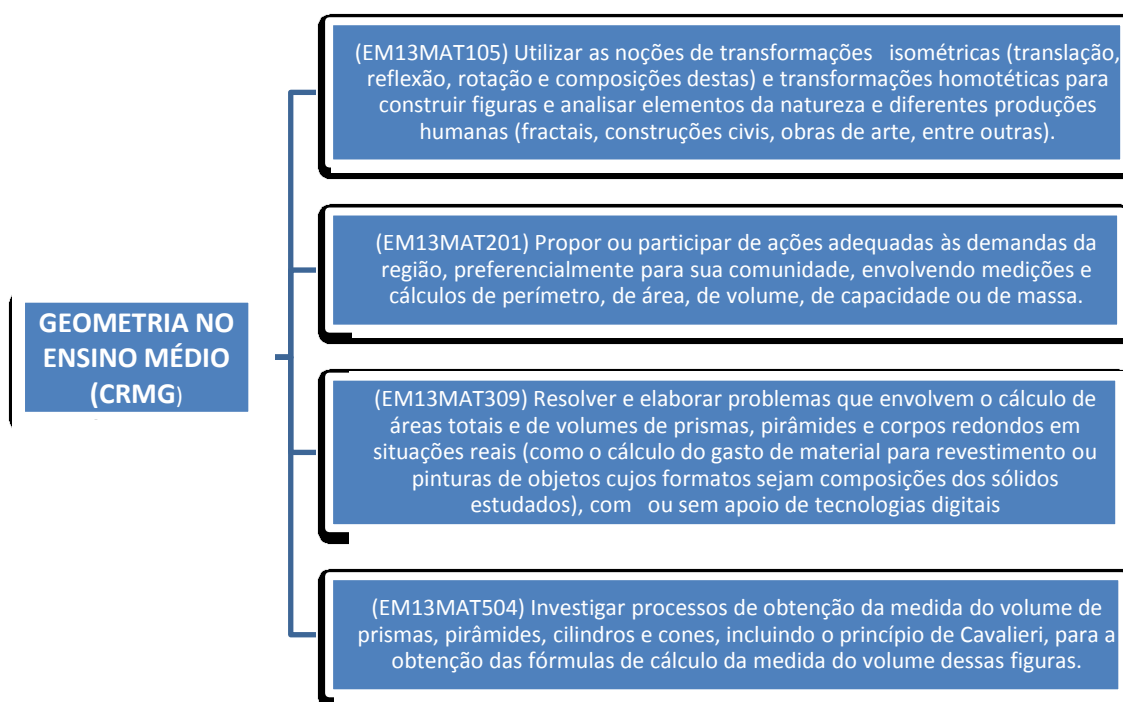 (EM13MAT105) Utilizar as noções de transformações isométricas (translação,
reflexão, rotação e composições destas) e transformações homotéticas para
construir figuras e analisar elementos da natureza e diferentes produções
humanas (fractais, construções civis, obras de arte, entre outras).
(EM13MAT201) Propor ou participar de ações adequadas às demandas da
região, preferencialmente para sua comunidade, envolvendo medições e
cálculos de perímetro, de área, de volume, de capacidade ou de massa.
GEOMETRIA NO
ENSINO MÉDIO
(CRMG)
(EM13MAT309) Resolver e elaborar problemas que envolvem o cálculo de
áreas totais e de volumes de prismas, pirâmides e corpos redondos em
situações reais (como o cálculo do gasto de material para revestimento ou
pinturas de objetos cujos formatos sejam composições dos sólidos
estudados), com ou sem apoio de tecnologias digitais
(EM13MAT504) Investigar processos de obtenção da medida do volume de
prismas, pirâmides, cilindros e cones, incluindo o princípio de Cavalieri, para a
obtenção das fórmulas de cálculo da medida do volume dessas figuras.